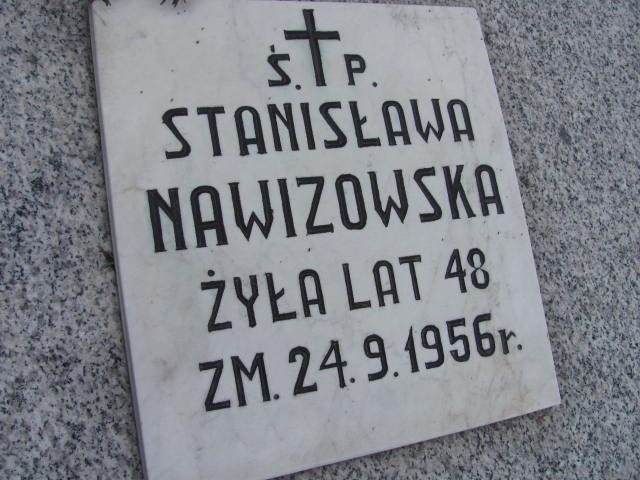 Ś. P.
STANISŁAWA
NAWIZOWSKA
ŻYŁA LAT 48
ZM. 24.9.1956r.